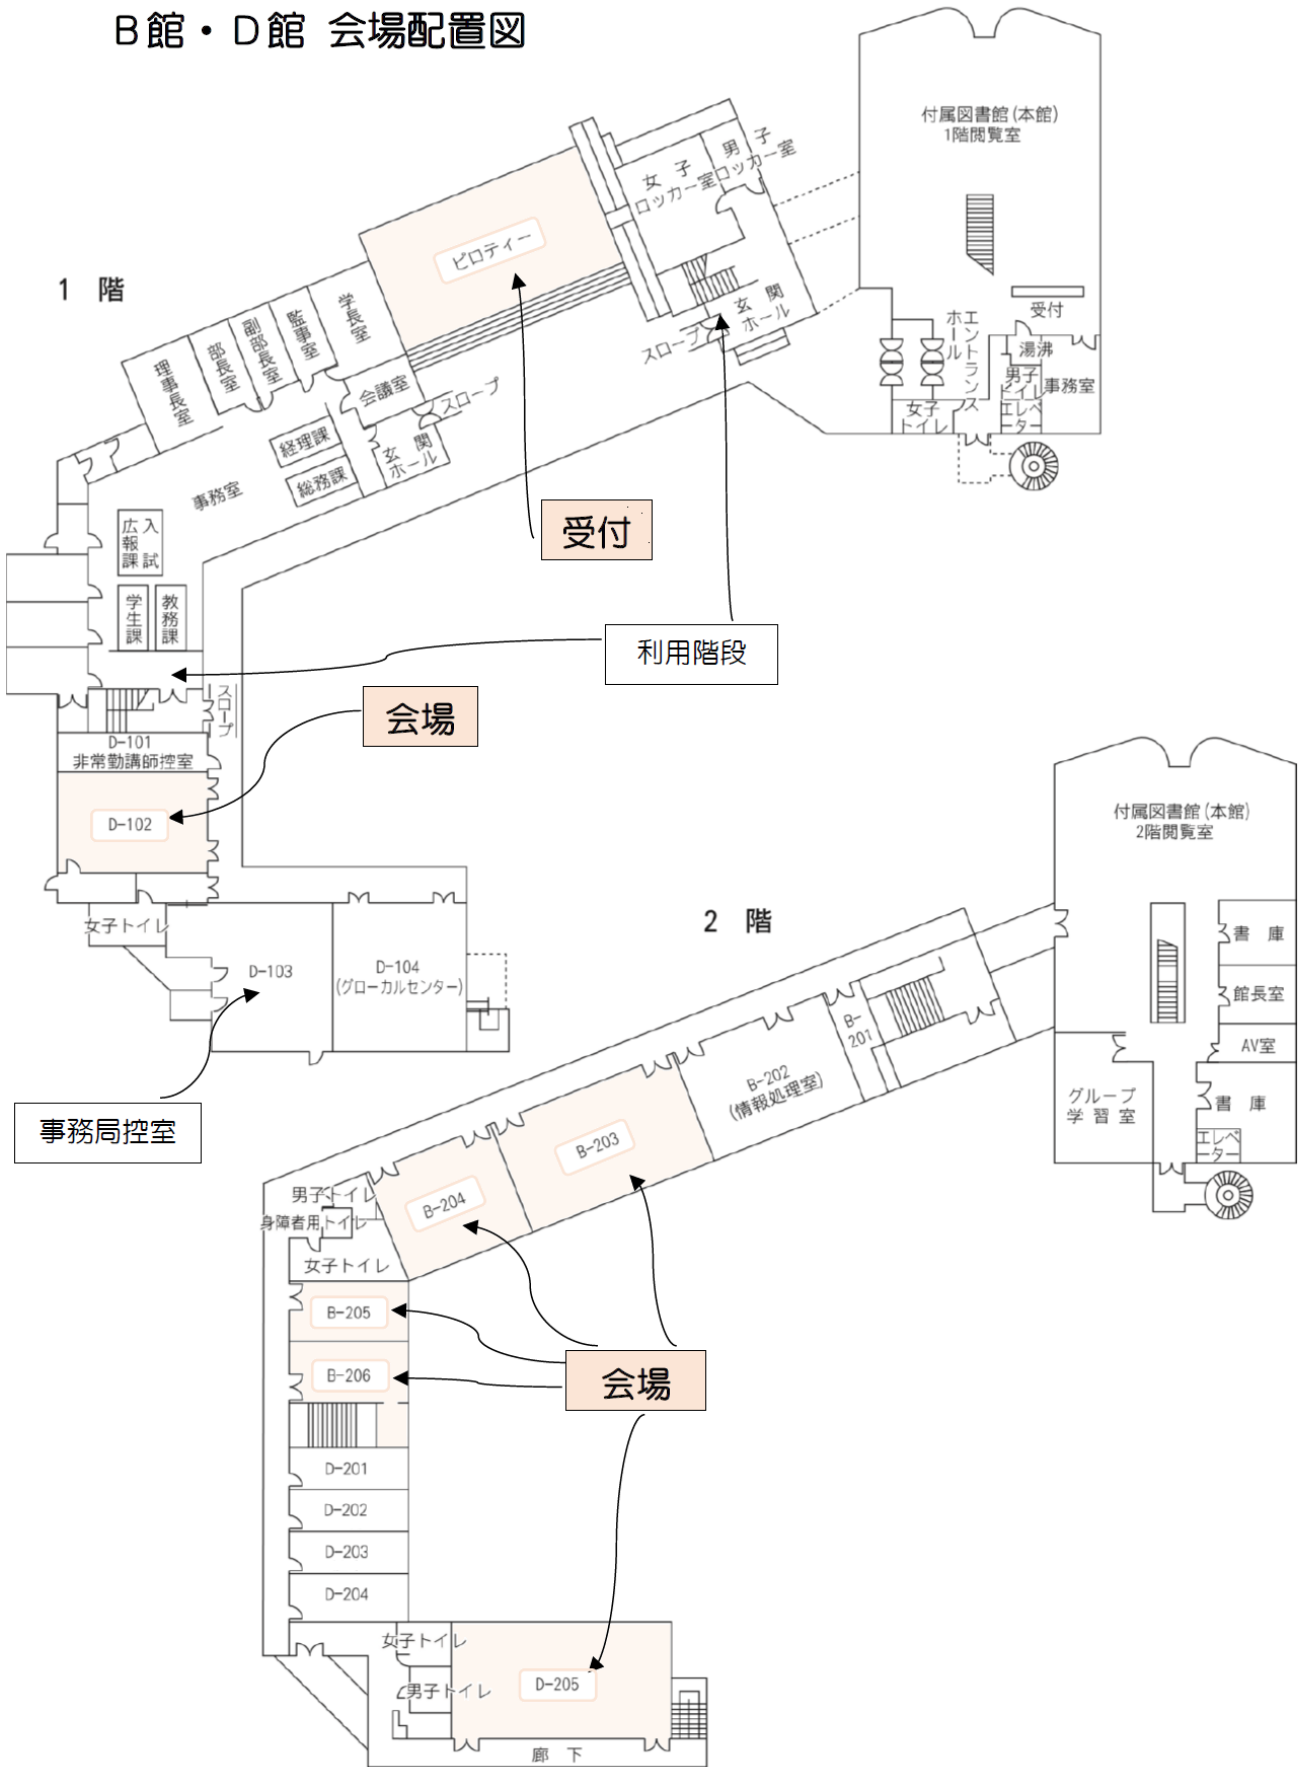 B館・D館 会場配置図
付属図書館(本館)
1階閲覧室
男子
ロッカー室
女子
ロッカー室
ピロティー
1 階
学長室
監事室
副部長室
部長室
理事長室
会議室
スロープ
玄関
ホール
スロープ
玄関
ホール
エントランス
ホール
受付
湯沸
男子
トイレ
事務室
女子
トイレ
エレベ
ーター
経理課
総務課
事務室
入試
広報課
学生課
教務課
受付
利用階段
スロープ
会場
D-101
非常勤講師控室
D-102
女子トイレ
D-103
D-104
(グローカルセンター)
事務局控室
2 階
付属図書館(本館)
2階閲覧室
書 庫
館長室
AV室
書 庫
グループ
学習室
エレベ
ーター
B-201
B-202
(情報処理室)
B-203
B-204
男子トイレ
身障者用トイレ
女子トイレ
B-205
B-206
会場
D-201
D-202
D-203
D-204
女子トイレ
男子トイレ
D-205
廊 下